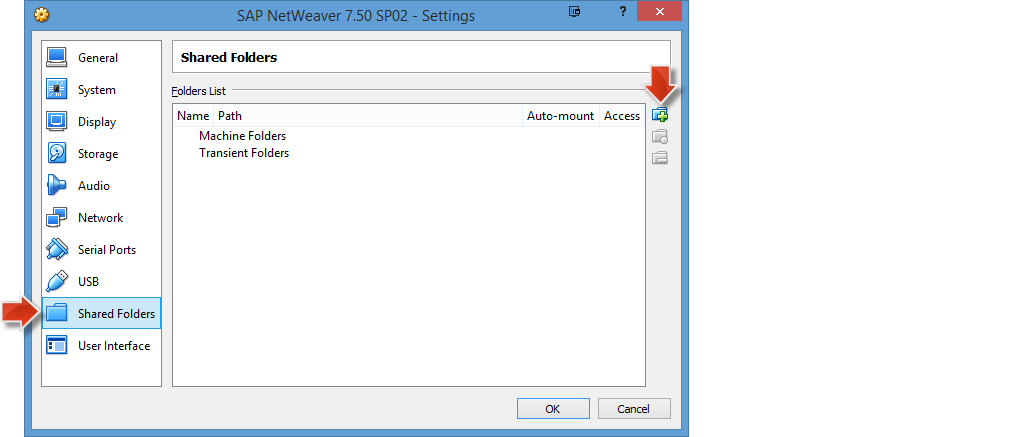 SAP NetWeaver 7.50 SP02 - Settings
?
General
System
Display
Storage
Audio
Network
Serial Ports
USB
Shared Folders
User Interface
Shared Folders
Folders List
Name Path Auto-mount Access
Machine Folders
Transient Folders
OK Cancel